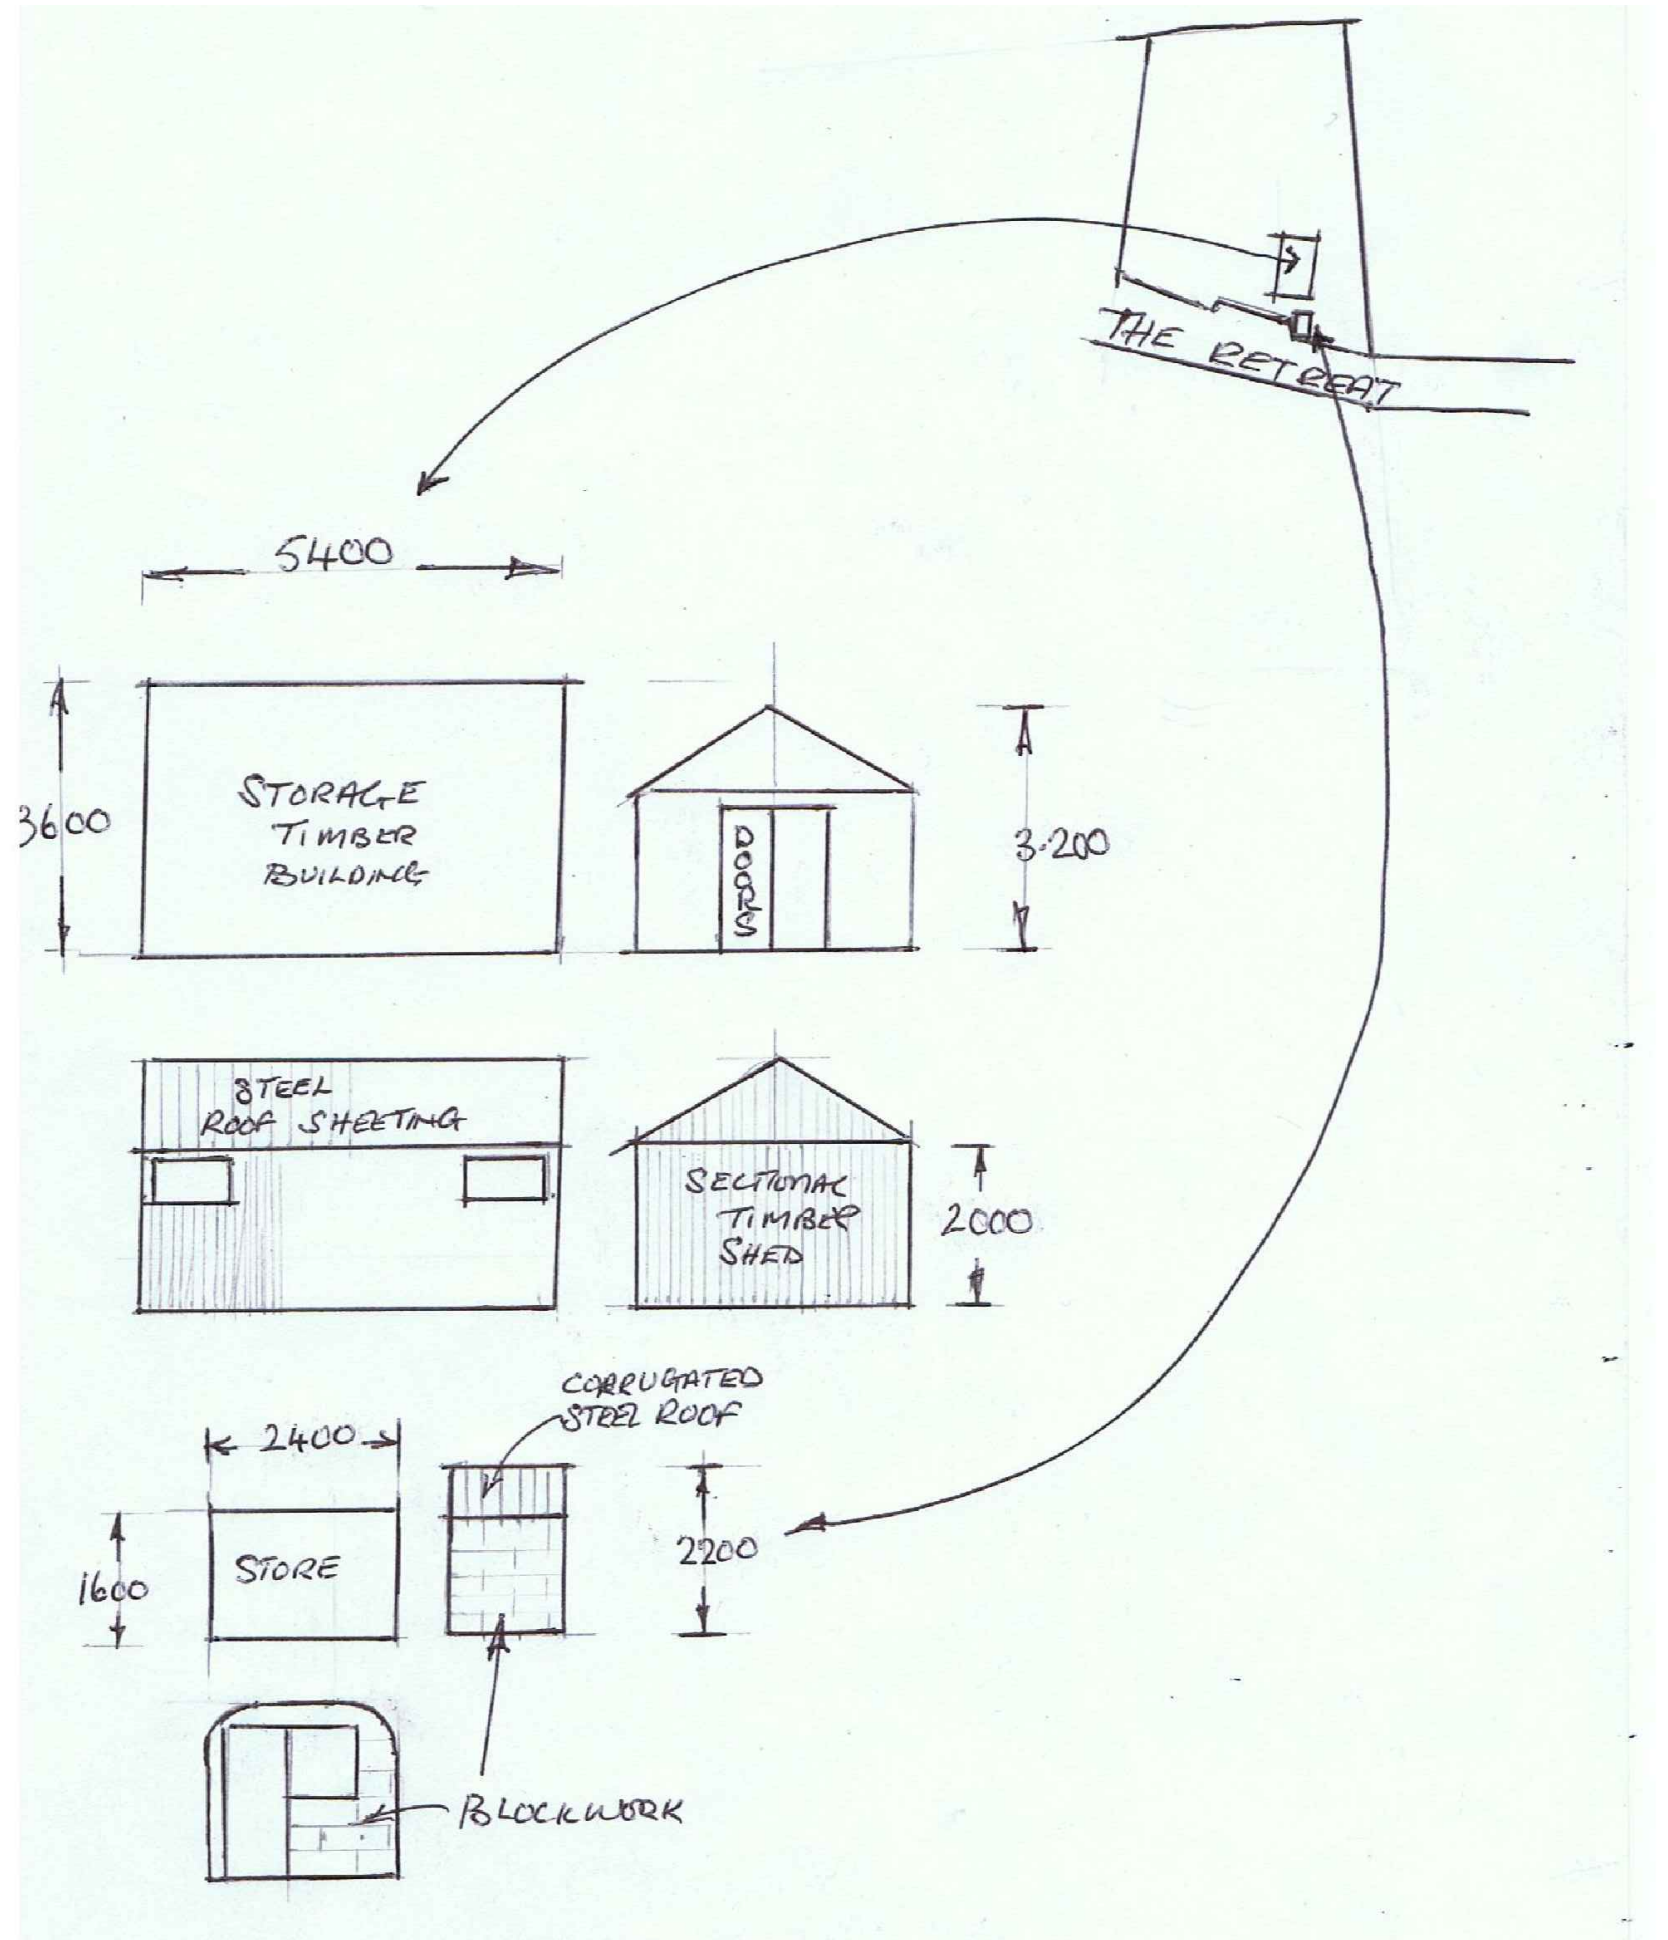 THE RETREAT
5400
3600
STORAGE
TIMBER
BUILDING
DOORS
3.200
STEEL
ROOF SHEETING
SECTIONAL
TIMBER
SHED
2000
CORRUGATED
STEEL ROOF
2400
1600
STORE
2200
BLOCKWORK